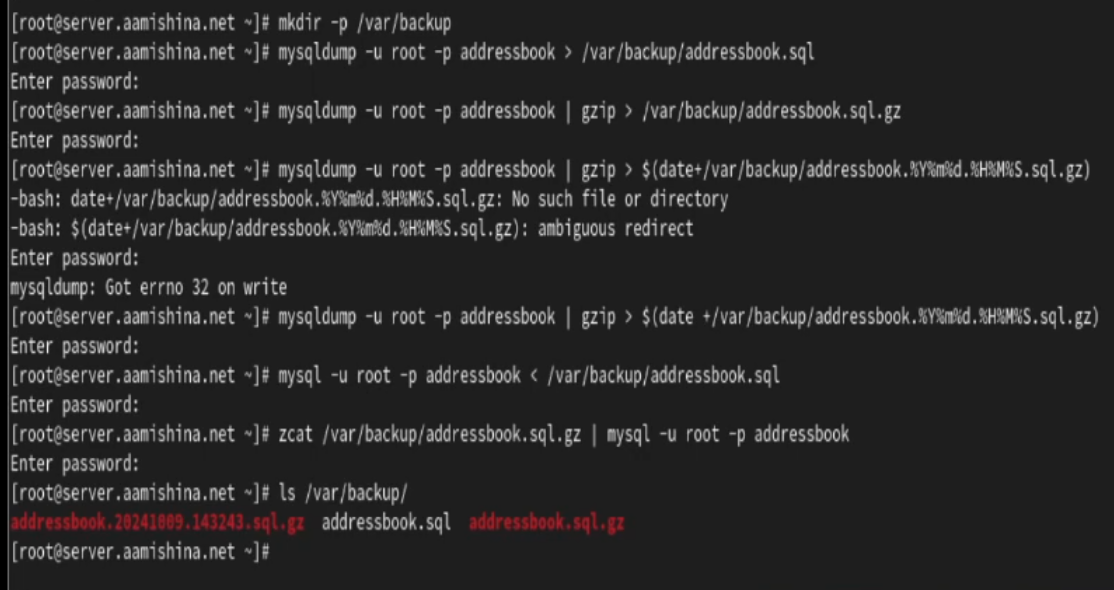 [root@server.aamishina.net ~]# mkdir -p /var/backup
[root@server.aamishina.net ~]# mysqldump -u root -p addressbook > /var/backup/addressbook.sql
Enter password:
[root@server.aamishina.net ~]# mysqldump -u root -p addressbook | gzip > /var/backup/addressbook.sql.gz
Enter password:
[root@server.aamishina.net ~]# mysqldump -u root -p addressbook | gzip > $(date+/var/backup/addressbook.%Y%m%d.%H%M%S.sql.gz)
-bash: date+/var/backup/addressbook.%Y%m%d.%H%M%S.sql.gz: No such file or directory
-bash: $(date+/var/backup/addressbook.%Y%m%d.%H%M%S.sql.gz): ambiguous redirect
Enter password:
mysqldump: Got errno 32 on write
[root@server.aamishina.net ~]# mysqldump -u root -p addressbook | gzip > $(date +/var/backup/addressbook.%Y%m%d.%H%M%S.sql.gz)
Enter password:
[root@server.aamishina.net ~]# mysql -u root -p addressbook < /var/backup/addressbook.sql
Enter password:
[root@server.aamishina.net ~]# zcat /var/backup/addressbook.sql.gz | mysql -u root -p addressbook
Enter password:
[root@server.aamishina.net ~]# ls /var/backup/
addressbook.20241009.143243.sql.gz addressbook.sql addressbook.sql.gz
[root@server.aamishina.net ~]#